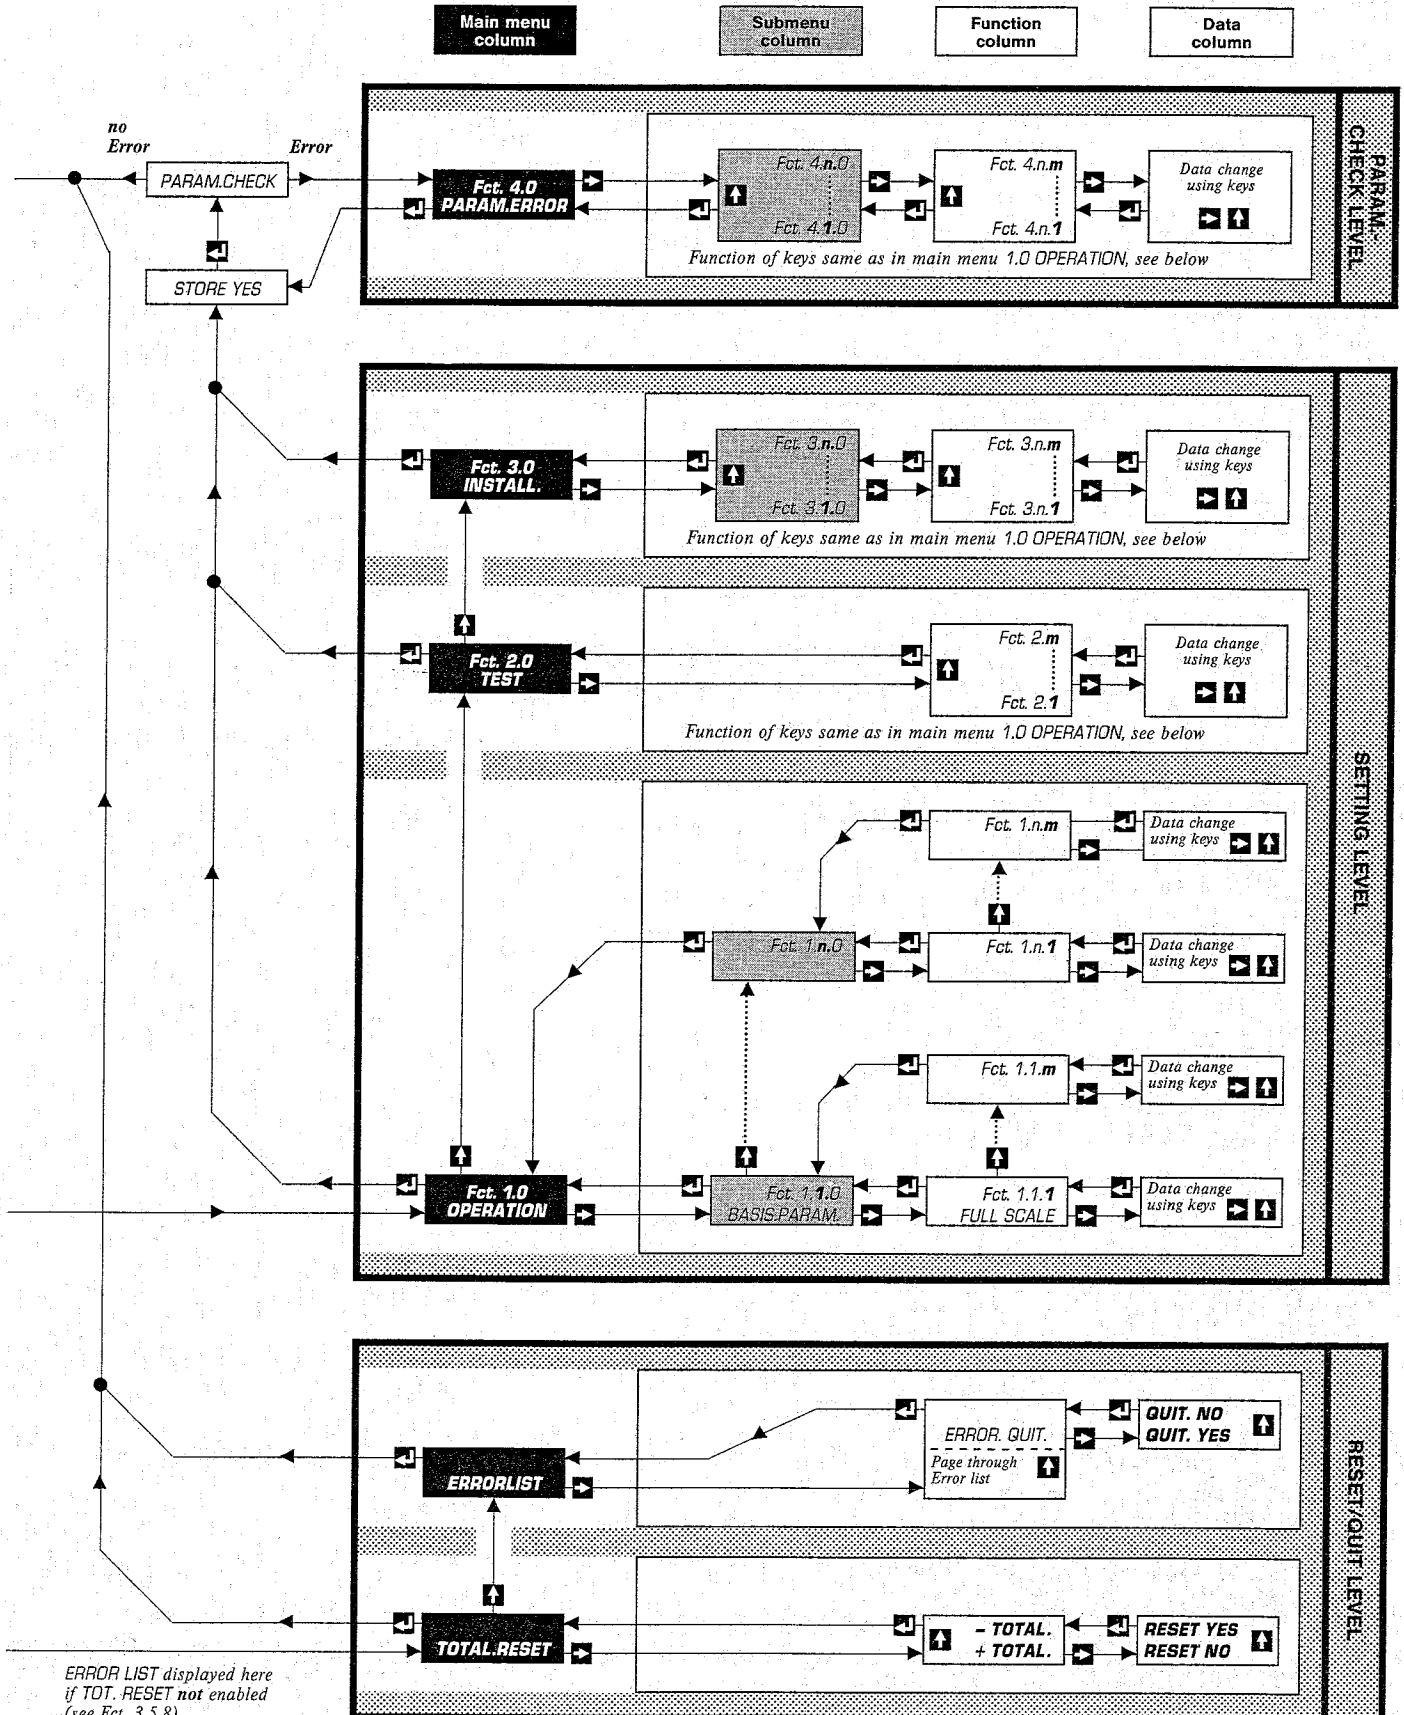 Main menu
column
Submenu
column
Function
column
Data
column
no
Error
Error
PARAM.CHECK
STORE YES
Fct. 4.0
PARAM.ERROR
Fct. 4.n.0
Fct. 4.1.0
Fct. 4.n.m
Fct. 4.n.1
Data change
using keys
Function of keys same as in main menu 1.0 OPERATION, see below
PARAM.
CHECK LEVEL
Fct. 3.0
INSTALL.
Fct. 3.n.0
Fct. 3.1.0
Fct. 3.n.m
Fct. 3.n.1
Data change
using keys
Function of keys same as in main menu 1.0 OPERATION, see below
Fct. 2.0
TEST
Fct. 2.m
Fct. 2.1
Data change
using keys
Function of keys same as in main menu 1.0 OPERATION, see below
SETTING LEVEL
Fct. 1.n.m
Data change
using keys
Fct. 1.n.0
Fct. 1.n.1
Data change
using keys
Fct. 1.1.m
Data change
using keys
Fct. 1.0
OPERATION
Fct. 1.1.0
BASIS.PARAM.
Fct. 1.1.1
FULL SCALE
Data change
using keys
ERRORLIST
ERROR. QUIT.
Page through
Error list
QUIT. NO
QUIT. YES
RESET/QUIT LEVEL
TOTAL.RESET
– TOTAL.
+ TOTAL.
RESET YES
RESET NO
ERROR LIST displayed here
if TOT. RESET not enabled
(see Fct. 3.5.8)